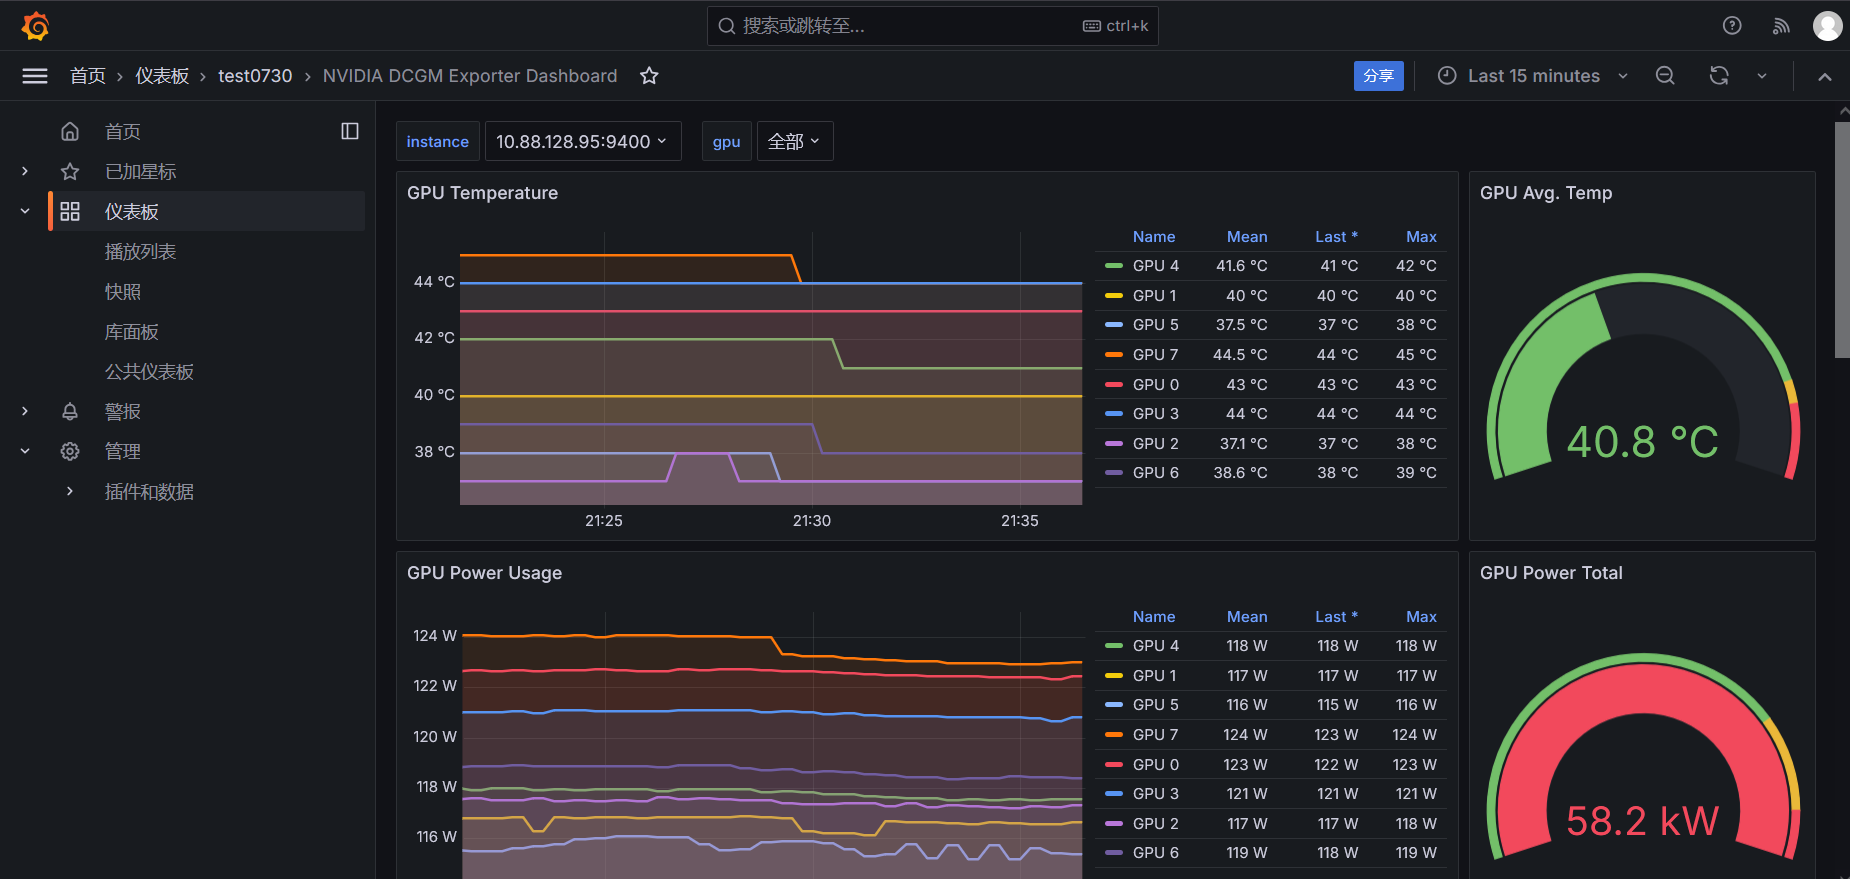 搜索或跳转至...
ctrl+k
首页 › 仪表板 › test0730 › NVIDIA DCGM Exporter Dashboard
分享
Last 15 minutes
首页
已加星标
仪表板
播放列表
快照
库面板
公共仪表板
警报
管理
插件和数据
instance 10.88.128.95:9400 gpu 全部
GPU Temperature
44 °C
42 °C
40 °C
38 °C
21:25 21:30 21:35
Name Mean Last * Max
GPU 4 41.6 °C 41 °C 42 °C
GPU 1 40 °C 40 °C 40 °C
GPU 5 37.5 °C 37 °C 38 °C
GPU 7 44.5 °C 44 °C 45 °C
GPU 0 43 °C 43 °C 43 °C
GPU 3 44 °C 44 °C 44 °C
GPU 2 37.1 °C 37 °C 38 °C
GPU 6 38.6 °C 38 °C 39 °C
GPU Avg. Temp
40.8 °C
GPU Power Usage
124 W
122 W
120 W
118 W
116 W
Name Mean Last * Max
GPU 4 118 W 118 W 118 W
GPU 1 117 W 117 W 117 W
GPU 5 116 W 115 W 116 W
GPU 7 124 W 123 W 124 W
GPU 0 123 W 122 W 123 W
GPU 3 121 W 121 W 121 W
GPU 2 117 W 117 W 118 W
GPU 6 119 W 118 W 119 W
GPU Power Total
58.2 kW